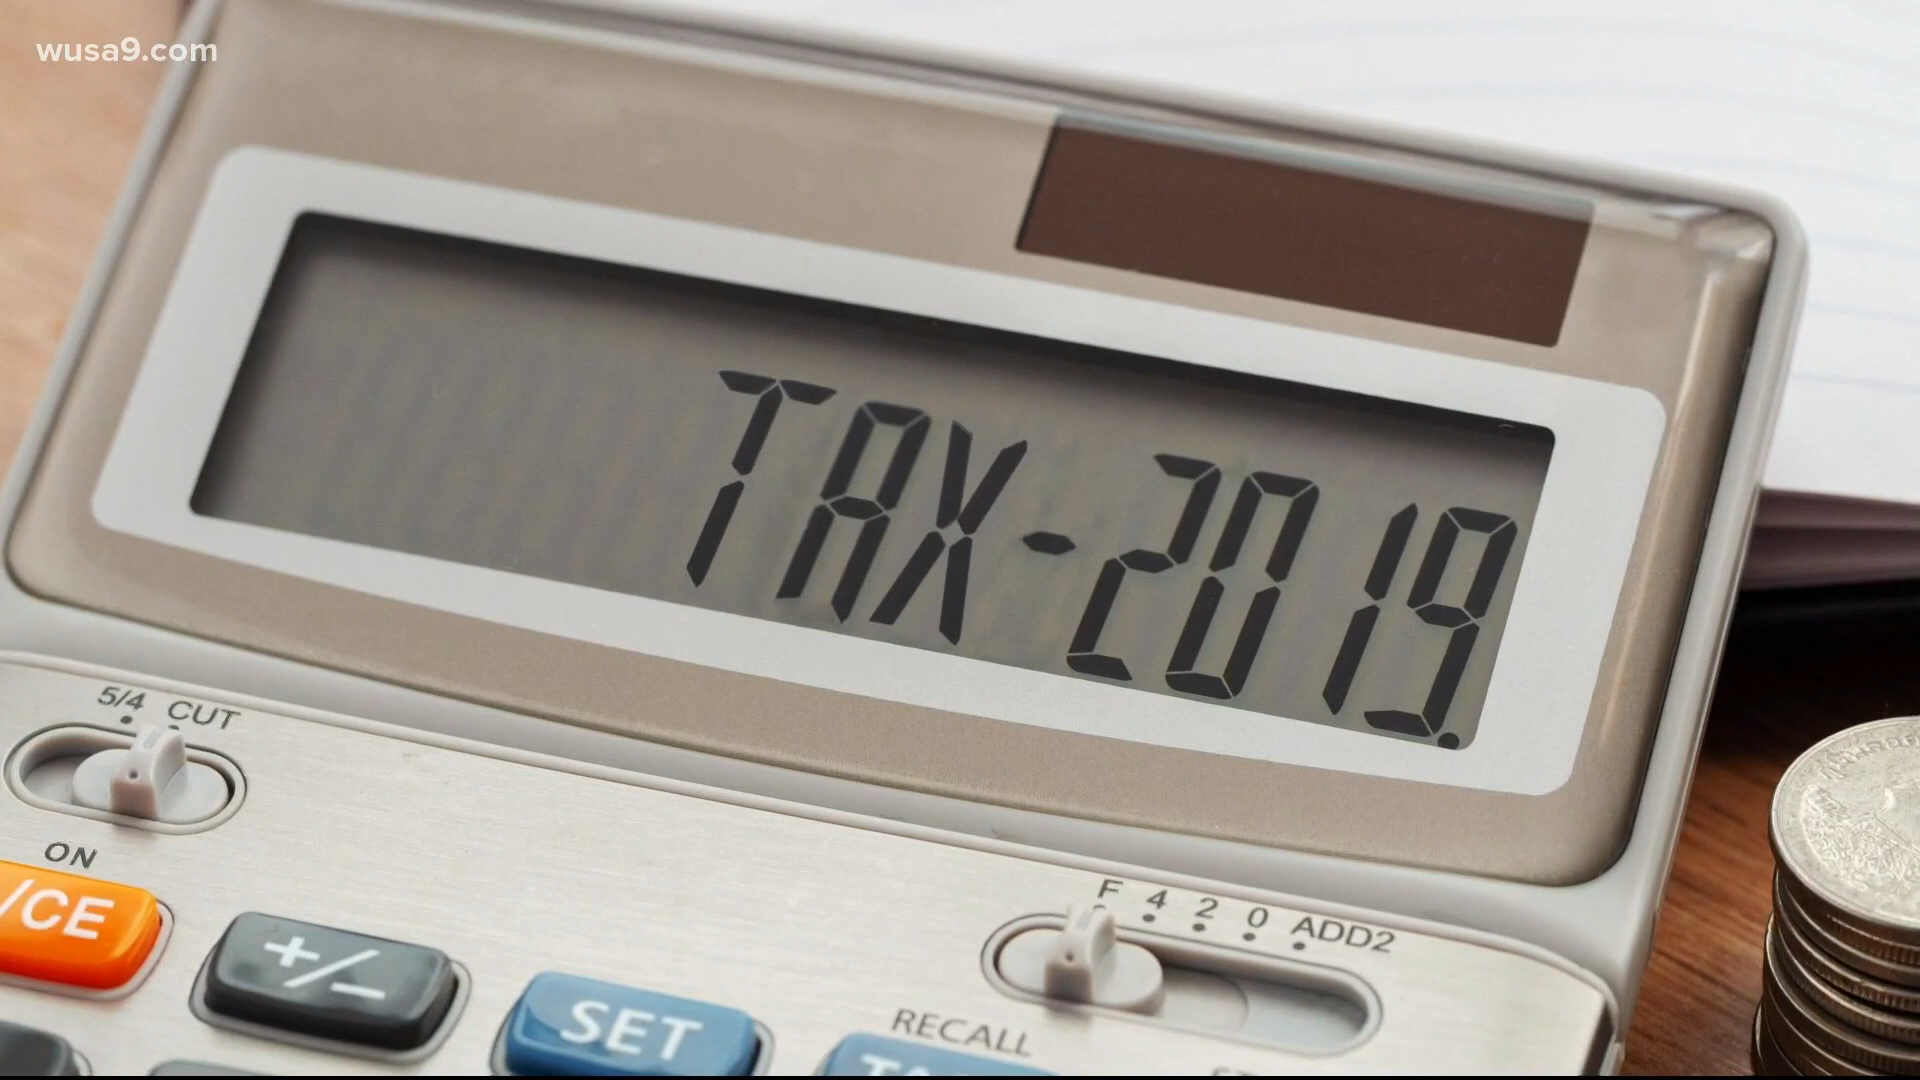 wusa9.com
TAX-2019.
5/4 CUT
ON
/CE
+/-
SET
F 4 2 0 ADD2
RECALL